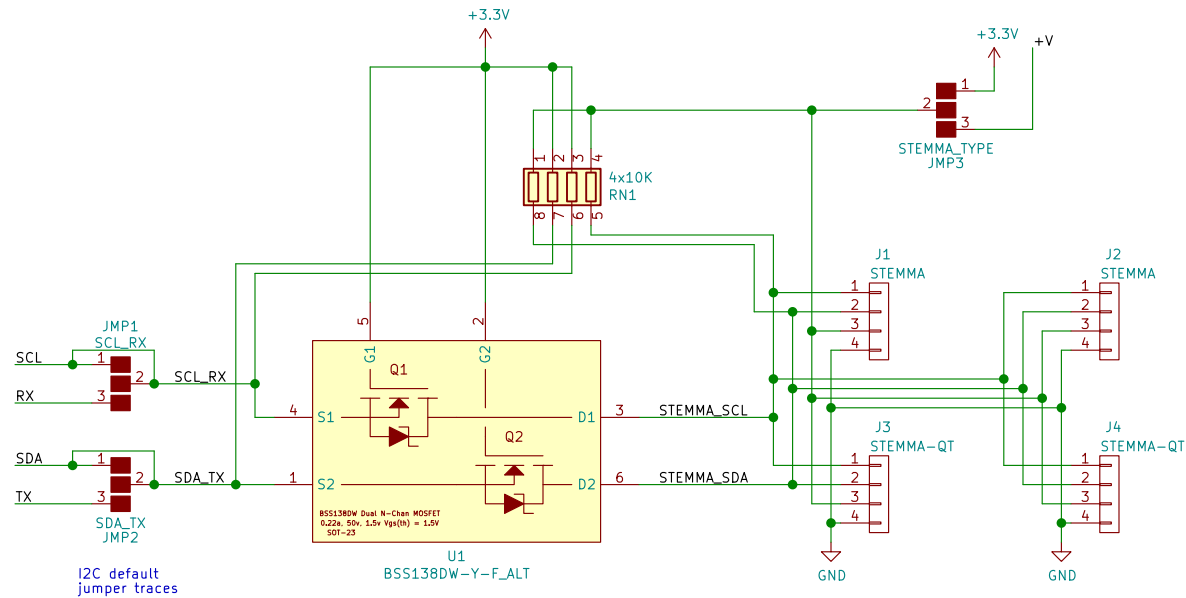 +3.3V
+3.3V
+V
1
2
3
STEMMA_TYPE
JMP3
1
2
3
4
4x10K
RN1
8
7
6
5
J1
STEMMA
1
2
3
4
J2
STEMMA
1
2
3
4
5
2
G1
G2
Q1
Q2
JMP1
SCL_RX
SCL
1
2
RX
3
SCL_RX
4
S1
D1
3
STEMMA_SCL
SDA
1
2
TX
3
SDA_TX
JMP2
SDA_TX
1
S2
D2
6
STEMMA_SDA
BSS138DW Dual N-Chan MOSFET
0.22a, 50v, 1.5v Vgs(th) = 1.5V
SOT-23
U1
BSS138DW-Y-F_ALT
J3
STEMMA-QT
1
2
3
4
J4
STEMMA-QT
1
2
3
4
GND
GND
I2C default
jumper traces